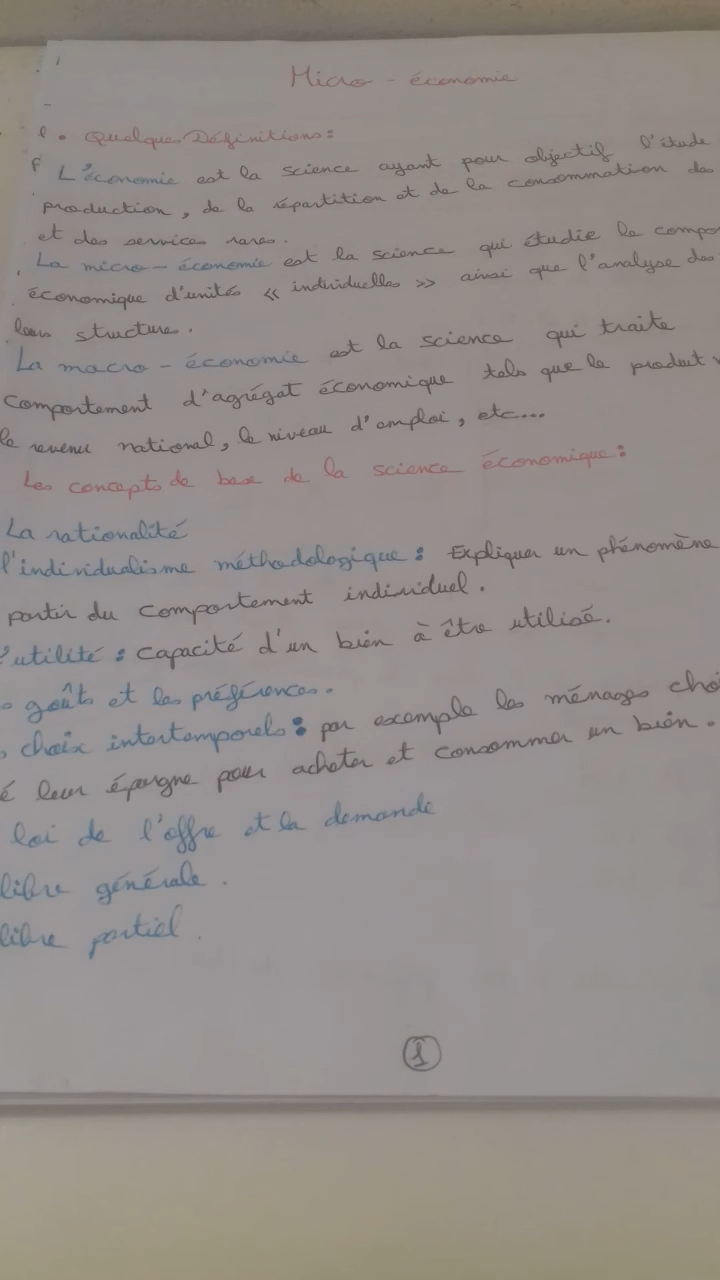 Micro - économie
Quelques Définitions:
L'économie est la science ayant pour objectif l'étude
production, de la répartition et de la consommation des
et des services rares.
La micro-économie est la science qui étudie le compo
économique d'unités « individuelles » ainsi que l'analyse des
leur structure.
La macro-économie est la science qui traite
comportement d'agrégat économique tels que le produit
le revenu national, le niveau d'emploi, etc...
Les concepts de base de la science économique:
La rationalité
l'individualisme méthodologique: Expliquer un phénomène
partir du comportement individuel.
l'utilité: capacité d'un bien à être utilisé.
goûts et les préférences.
choix intertemporels: par exemple les ménages cho
é leur épargne pour acheter et consommer un bien.
loi de l'offre et la demande
libre générale.
libre partiel.
1